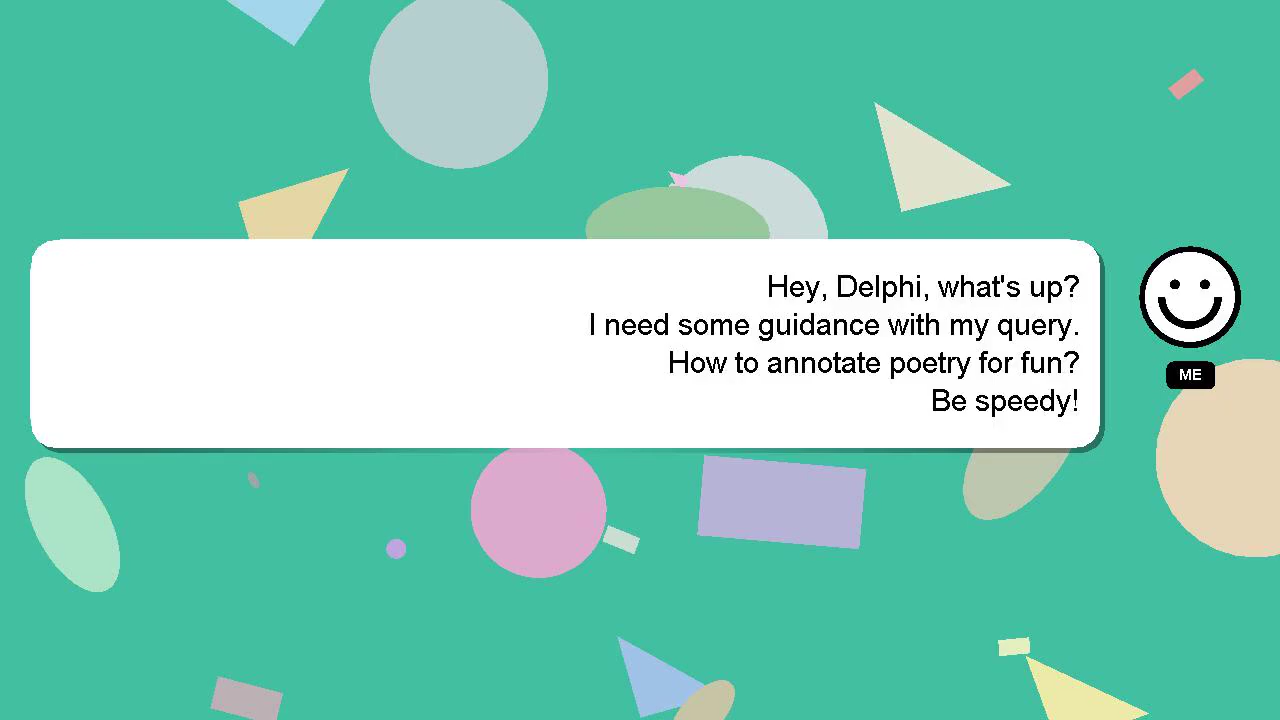 Hey, Delphi, what's up?
I need some guidance with my query.
How to annotate poetry for fun?
Be speedy!
ME